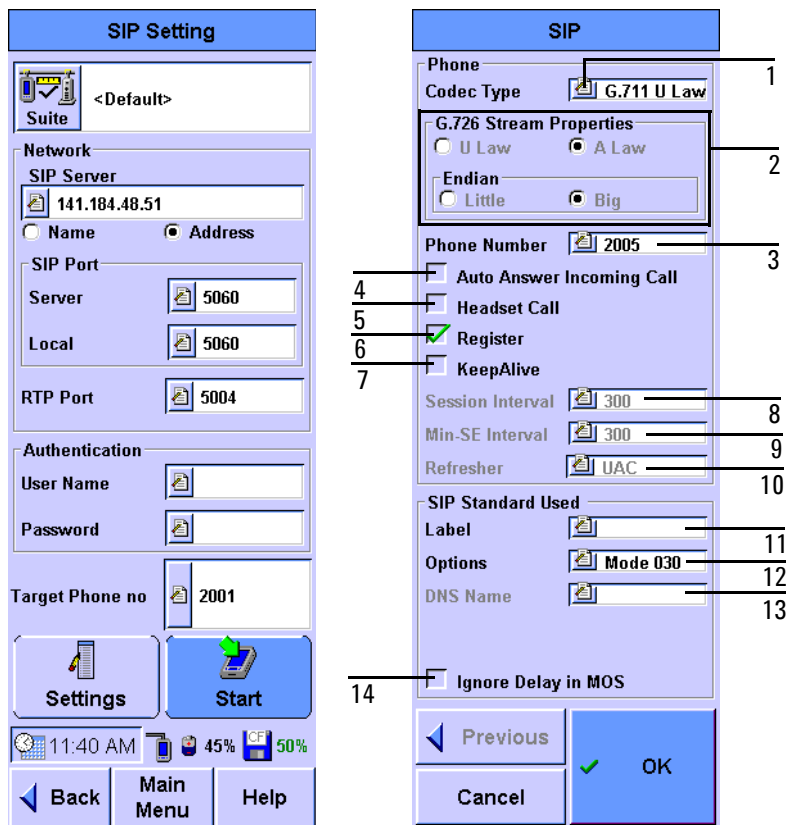 SIP Setting
Suite
<Default>
Network
SIP Server
141.184.48.51
Name Address
SIP Port
Server 5060
Local 5060
RTP Port 5004
Authentication
User Name
Password
Target Phone no 2001
Settings Start
11:40 AM 45% CF 50%
Back Main Menu Help
SIP
Phone
Codec Type G.711 U Law
1
G.726 Stream Properties
U Law A Law
2
Endian
Little Big
Phone Number 2005
3
4
Auto Answer Incoming Call
5
Headset Call
6
Register
7
KeepAlive
Session Interval 300
8
Min-SE Interval 300
9
Refresher UAC
10
SIP Standard Used
Label
11
Options Mode 030
12
DNS Name
13
14
Ignore Delay in MOS
Previous
OK
Cancel